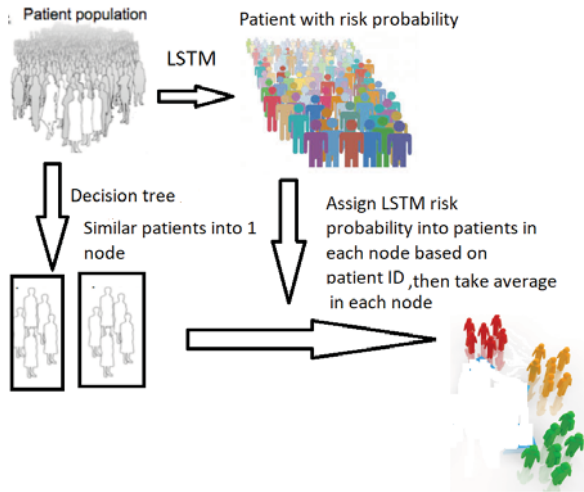 Patient population
Patient with risk probability
LSTM
Decision tree
Similar patients into 1
node
Assign LSTM risk
probability into patients in
each node based on
patient ID ,then take average
in each node